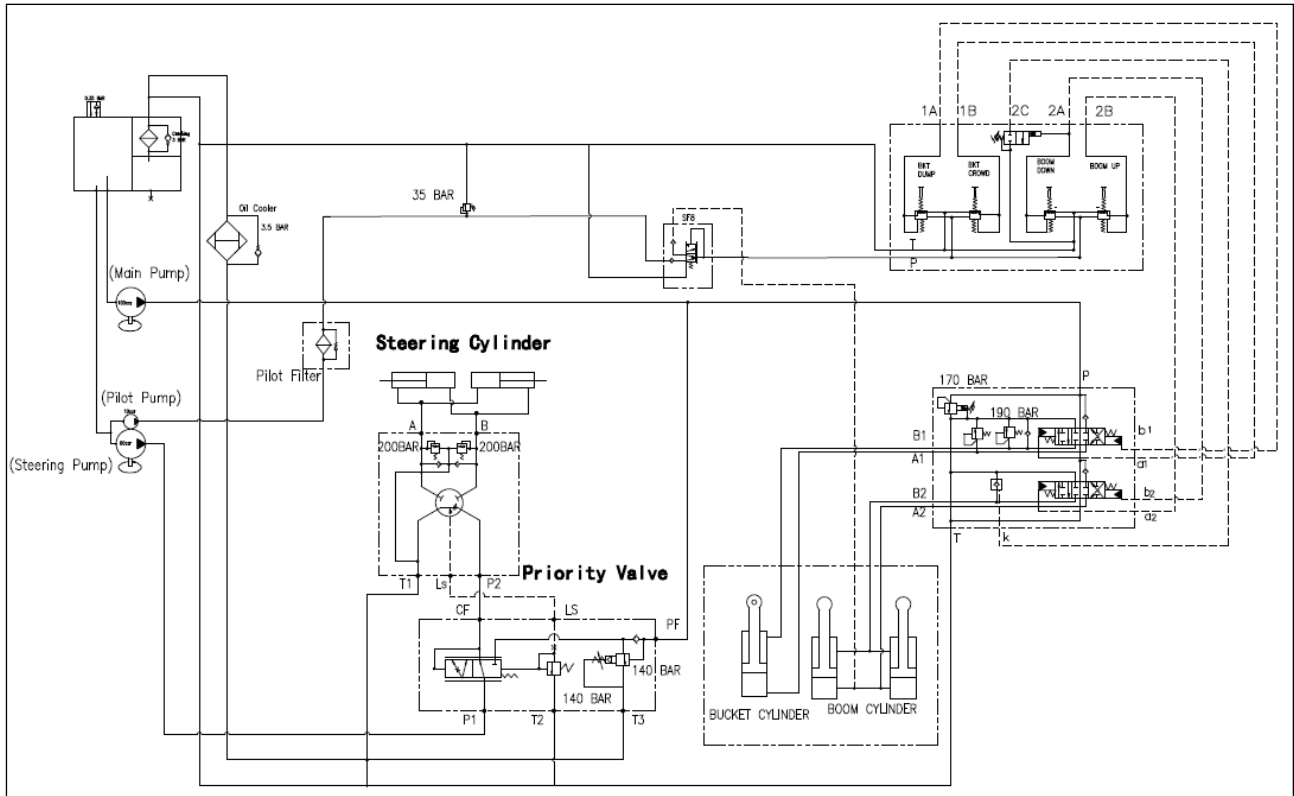 1A
1B
2C
2A
2B
0.35 BAR
BKT
DUMP
BKT
CROWD
BOOM
DOWN
BOOM UP
35 BAR
Oil Cooler
3.5 BAR
SF8
T
P
(Main Pump)
Pilot Filter
Steering Cylinder
(Pilot Pump)
(Steering Pump)
A
B
200BAR
200BAR
170 BAR
P
190 BAR
B1
A1
b1
a1
B2
A2
b2
a2
T
k
T1
Ls
P2
Priority Valve
CF
LS
PF
140 BAR
140 BAR
P1
T2
T3
BUCKET CYLINDER
BOOM CYLINDER